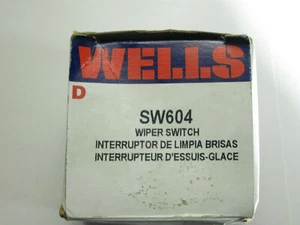 WELLS
D
SW604
WIPER SWITCH
INTERRUPTOR DE LIMPIA BRISAS
INTERRUPTEUR D'ESSUIS-GLACE